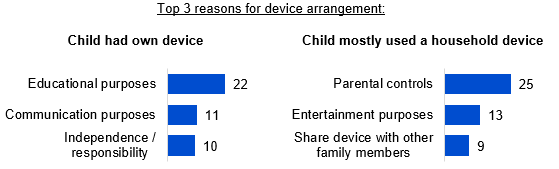 Top 3 reasons for device arrangement:
Child had own device
Educational purposes 22
Communication purposes 11
Independence /
responsibility 10
Child mostly used a household device
Parental controls 25
Entertainment purposes 13
Share device with other
family members 9